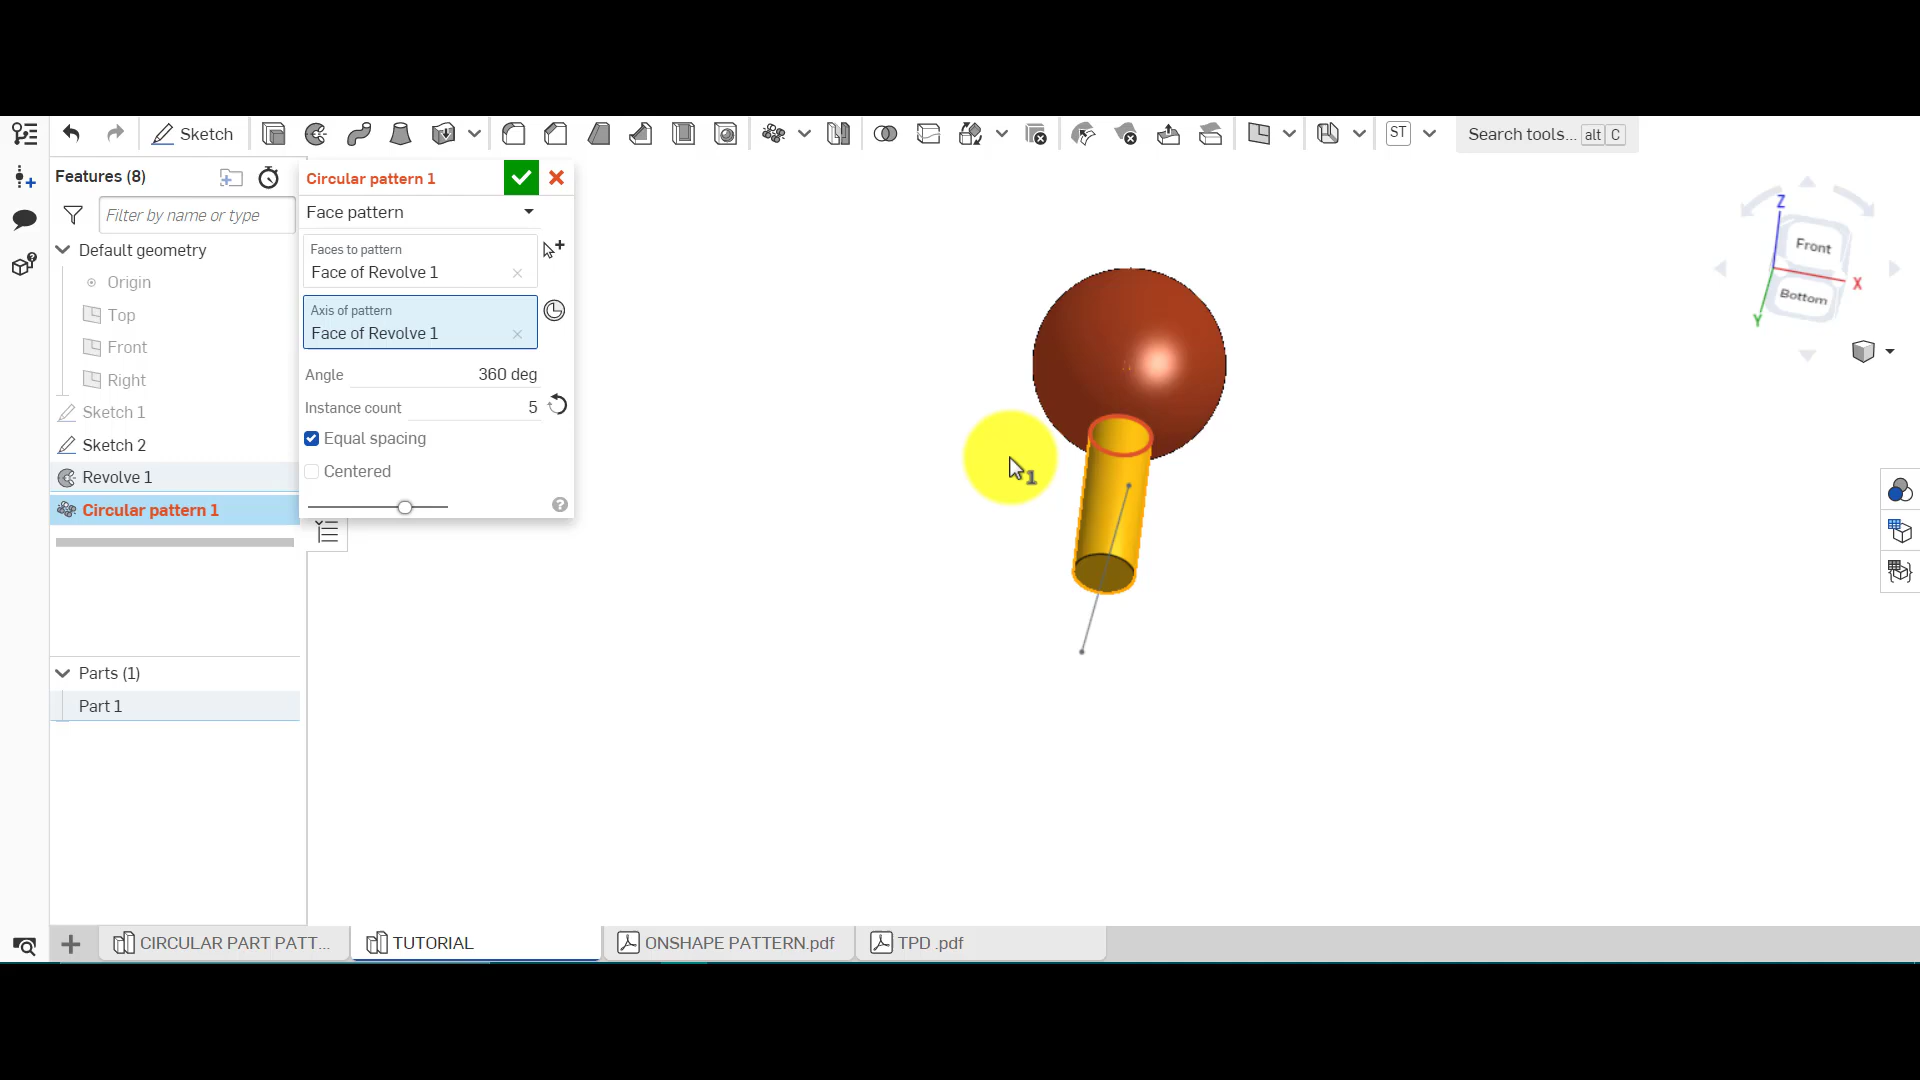 Sketch
ST
Search tools... alt C
Features (8)
Filter by name or type
Default geometry
Origin
Top
Front
Right
Sketch 1
Sketch 2
Revolve 1
Circular pattern 1
Parts (1)
Part 1
Circular pattern 1
Face pattern
Faces to pattern
Face of Revolve 1
Axis of pattern
Face of Revolve 1
Angle 360 deg
Instance count 5
Equal spacing
Centered
1
Z
Front
X
Bottom
Y
CIRCULAR PART PATT...
TUTORIAL
ONSHAPE PATTERN.pdf
TPD .pdf